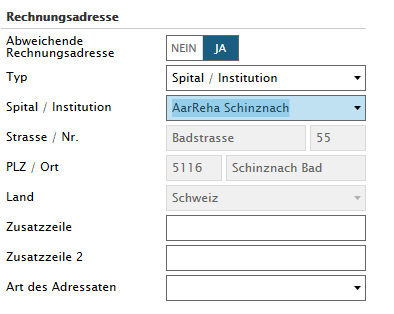 Rechnungsadresse
Abweichende
Rechnungsadresse
NEIN JA
Typ Spital / Institution
Spital / Institution AarReha Schinznach
Strasse / Nr. Badstrasse 55
PLZ / Ort 5116 Schinznach Bad
Land Schweiz
Zusatzzeile
Zusatzzeile 2
Art des Adressaten